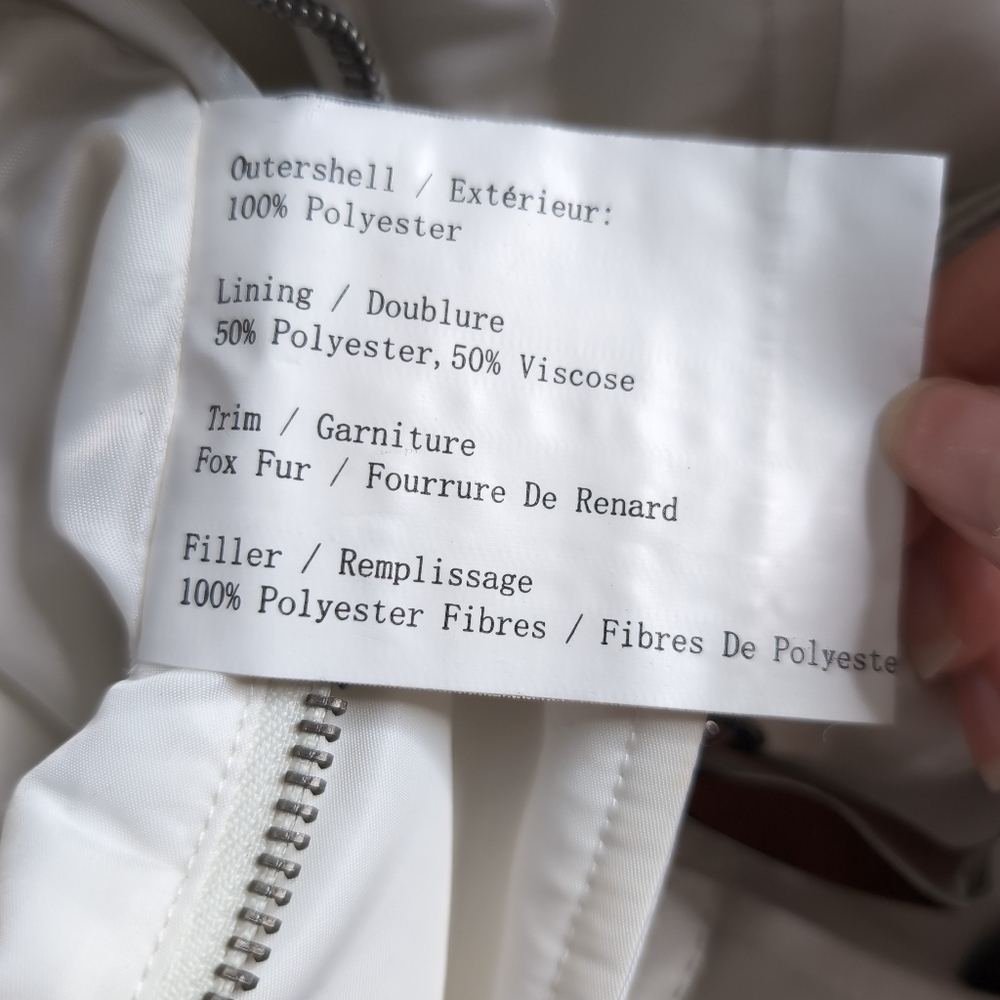 Outershell / Extérieur:
100% Polyester
Lining / Doublure
50% Polyester, 50% Viscose
Trim / Garniture
Fox Fur / Fourrure De Renard
Filler / Remplissage
100% Polyester Fibres / Fibres De Polyeste